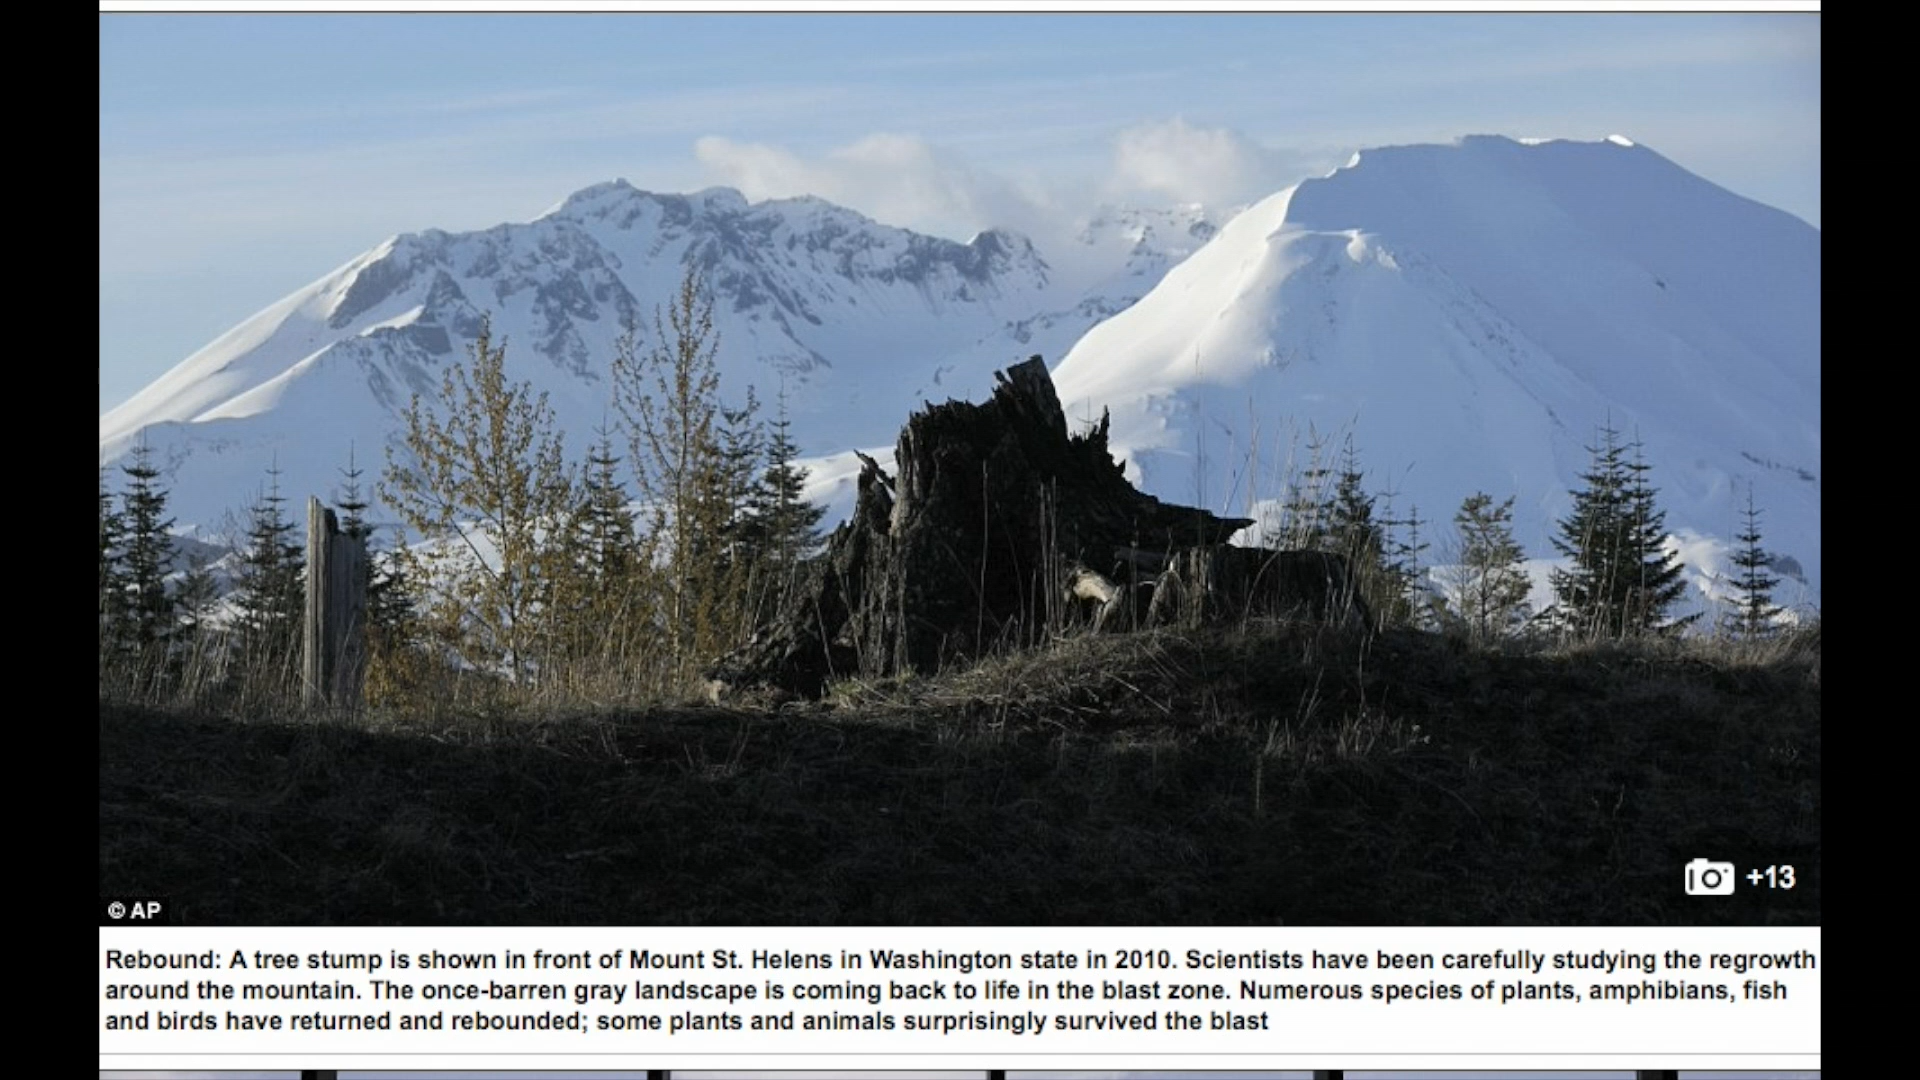 +13
© AP
Rebound: A tree stump is shown in front of Mount St. Helens in Washington state in 2010. Scientists have been carefully studying the regrowth
around the mountain. The once-barren gray landscape is coming back to life in the blast zone. Numerous species of plants, amphibians, fish
and birds have returned and rebounded; some plants and animals surprisingly survived the blast